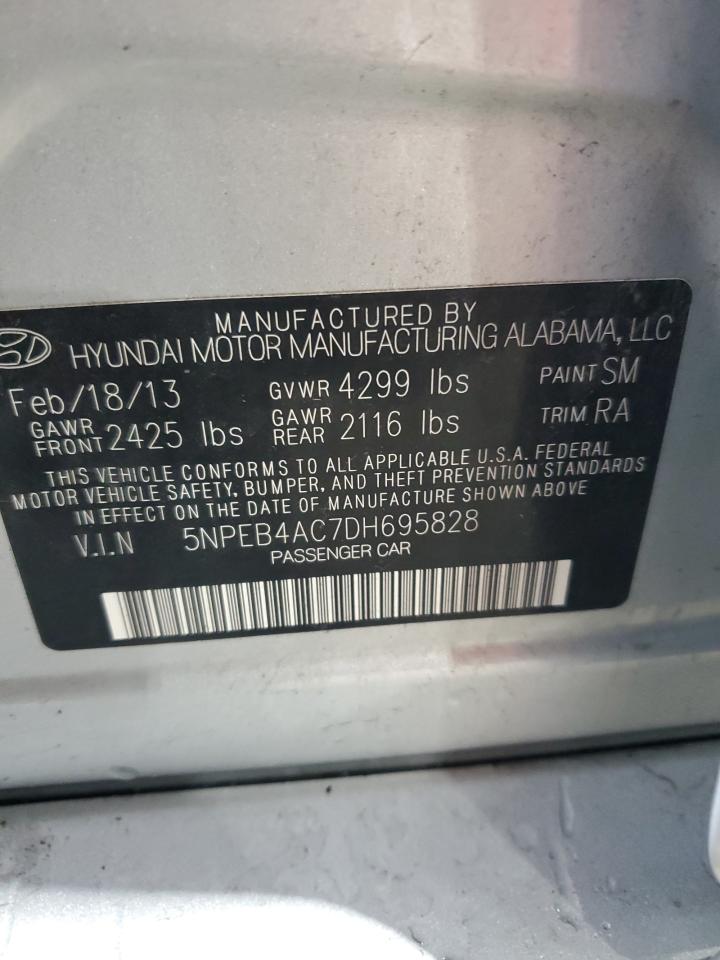 MANUFACTURED BY
HYUNDAI MOTOR MANUFACTURING ALABAMA, LLC
Feb/18/13 GVWR 4299 lbs PAINT SM
GAWR FRONT 2425 lbs GAWR REAR 2116 lbs TRIM RA
THIS VEHICLE CONFORMS TO ALL APPLICABLE U.S.A. FEDERAL
MOTOR VEHICLE SAFETY, BUMPER, AND THEFT PREVENTION STANDARDS
IN EFFECT ON THE DATE OF MANUFACTURE SHOWN ABOVE.
V.I.N 5NPEB4AC7DH695828
PASSENGER CAR